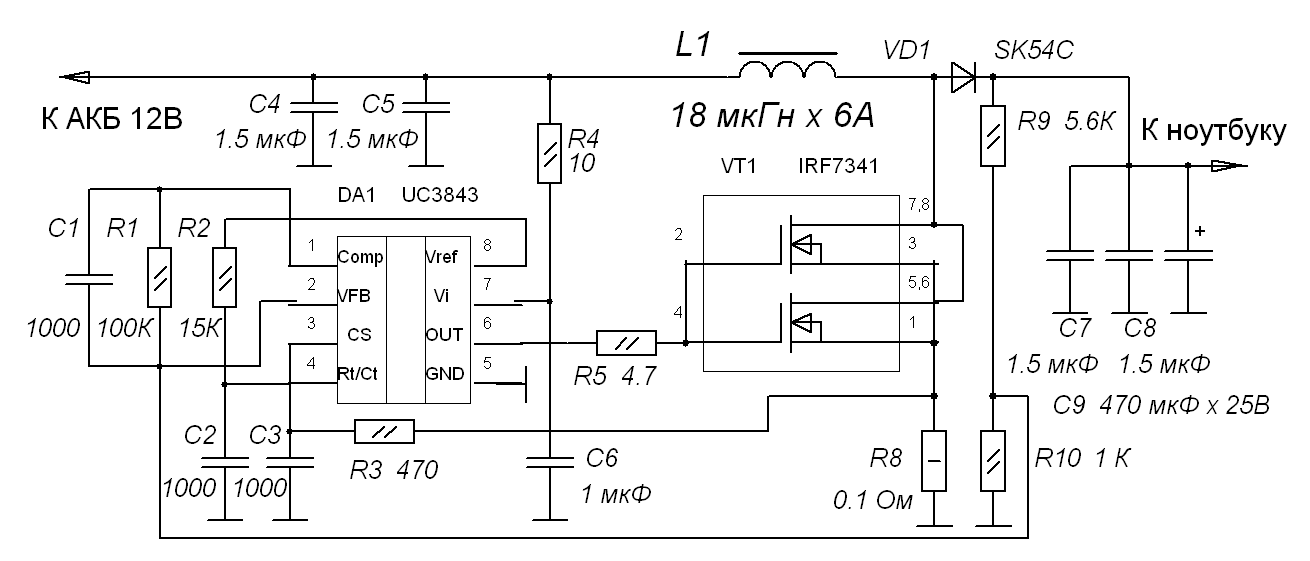 L1
VD1 SK54C
К АКБ 12В
C4 C5
1.5 мкФ 1.5 мкФ
R4
10
18 мкГн x 6А
R9 5.6К
К ноутбуку
VT1 IRF7341
DA1 UC3843
C1 R1 R2
1000 100К 15К
1 Comp Vref 8
2 VFB Vi 7
3 CS OUT 6
4 Rt/Ct GND 5
2 7,8
3
5,6
4 1
+
R5 4.7
C7 C8
1.5 мкФ 1.5 мкФ
C9 470 мкФ x 25В
C2 C3
1000 1000
R3 470
C6
1 мкФ
R8
0.1 Ом
R10 1 К